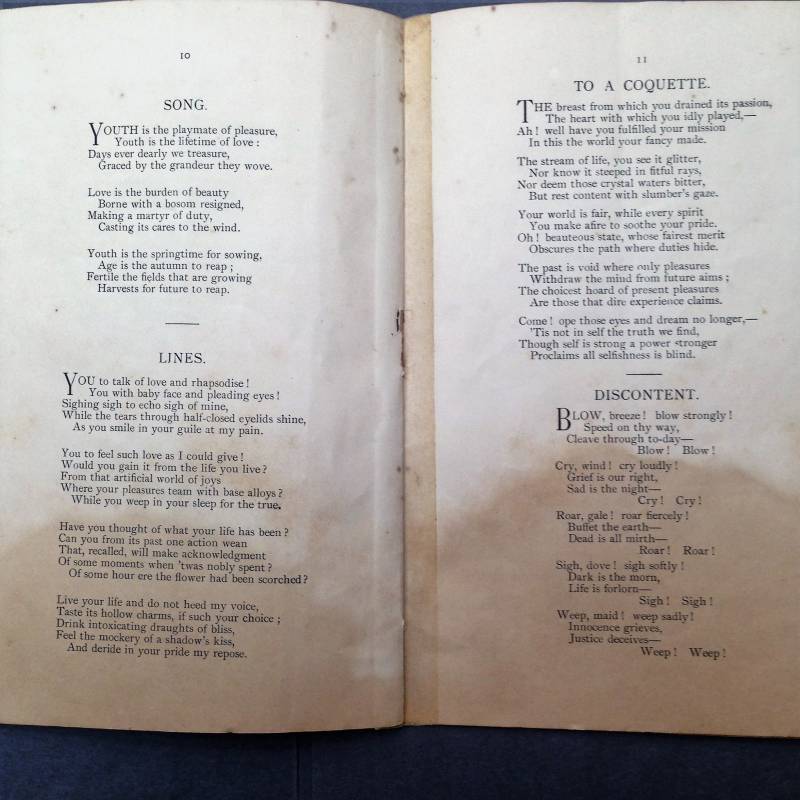 10
SONG.
YOUTH is the playmate of pleasure,
Youth is the lifetime of love :
Days ever dearly we treasure,
Graced by the grandeur they wove.
Love is the burden of beauty
Borne with a bosom resigned,
Making a martyr of duty,
Casting its cares to the wind.
Youth is the springtime for sowing,
Age is the autumn to reap ;
Fertile the fields that are growing
Harvests for future to reap.
LINES.
YOU to talk of love and rhapsodise !
You with baby face and pleading eyes !
Sighing sigh to echo sigh of mine,
While the tears through half-closed eyelids shine,
As you smile in your guile at my pain.
You to feel such love as I could give !
Would you gain it from the life you live ?
From that artificial world of joys
Where your pleasures team with base alloys ?
While you weep in your sleep for the true.
Have you thought of what your life has been ?
Can you from its past one action wean
That, recalled, will make acknowledgment
Of some moments when 'twas nobly spent ?
Of some hour ere the flower had been scorched ?
Live your life and do not heed my voice,
Taste its hollow charms, if such your choice ;
Drink intoxicating draughts of bliss,
Feel the mockery of a shadow's kiss,
And deride in your pride my repose.
11
TO A COQUETTE.
THE breast from which you drained its passion,
The heart with which you idly played,—
Ah ! well have you fulfilled your mission
In this the world your fancy made.
The stream of life, you see it glitter,
Nor know it steeped in fitful rays,
Nor deem those crystal waters bitter,
But rest content with slumber's gaze.
Your world is fair, while every spirit
You make afire to soothe your pride.
Oh ! beauteous state, whose fairest merit
Obscures the path where duties hide.
The past is void where only pleasures
Withdraw the mind from future aims ;
The choicest hoard of present pleasures
Are those that dire experience claims.
Come ! ope those eyes and dream no longer,—
'Tis not in self the truth we find,
Though self is strong a power stronger
Proclaims all selfishness is blind.
DISCONTENT.
BLOW, breeze ! blow strongly !
Speed on thy way,
Cleave through to-day—
Blow ! Blow !
Cry, wind ! cry loudly !
Grief is our right,
Sad is the night—
Cry ! Cry !
Roar, gale ! roar fiercely !
Buffet the earth—
Dead is all mirth—
Roar ! Roar !
Sigh, dove ! sigh softly !
Dark is the morn,
Life is forlorn—
Sigh ! Sigh !
Weep, maid ! weep sadly !
Innocence grieves,
Justice deceives—
Weep ! Weep !